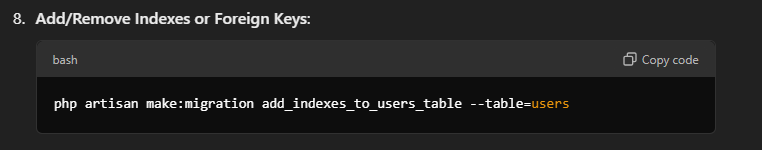 8. Add/Remove Indexes or Foreign Keys:
bash Copy code
php artisan make:migration add_indexes_to_users_table --table=users